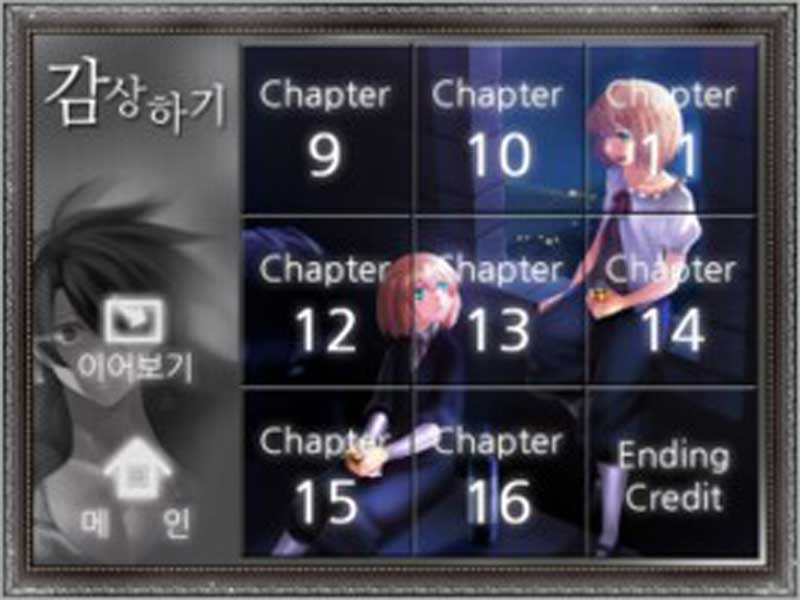 감상하기
이어보기
메 인
Chapter
9
Chapter
10
Chapter
11
Chapter
12
Chapter
13
Chapter
14
Chapter
15
Chapter
16
Ending
Credit